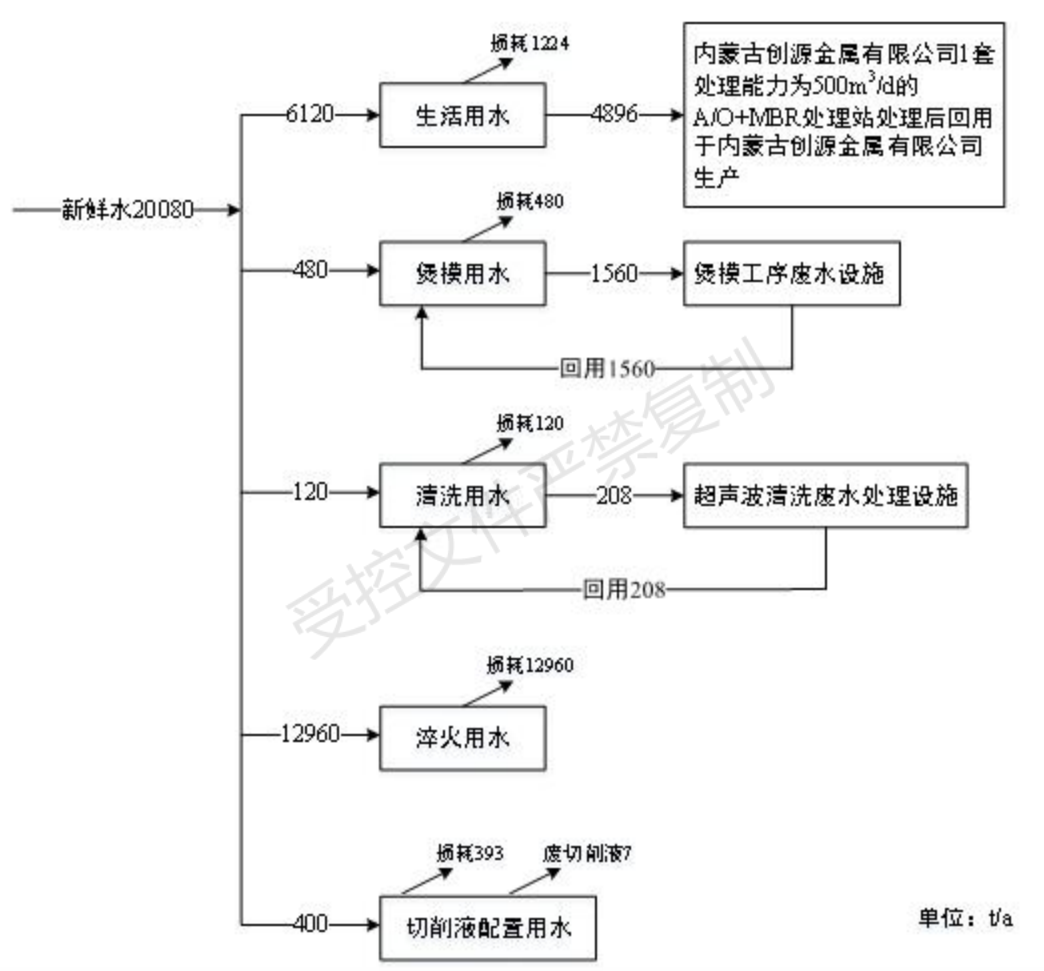 损耗1224
内蒙古创源金属有限公司1套
处理能力为500m³/d的
A/O+MBR处理站处理后回用
于内蒙古创源金属有限公司
生产
6120
生活用水
4896
新鲜水20080
损耗480
480
煲模用水
1560
煲模工序废水设施
回用1560
损耗120
120
清洗用水
208
超声波清洗废水处理设施
回用208
受控文件严禁复制
损耗12960
12960
淬火用水
损耗393
废切削液7
400
切削液配置用水
单位：t/a